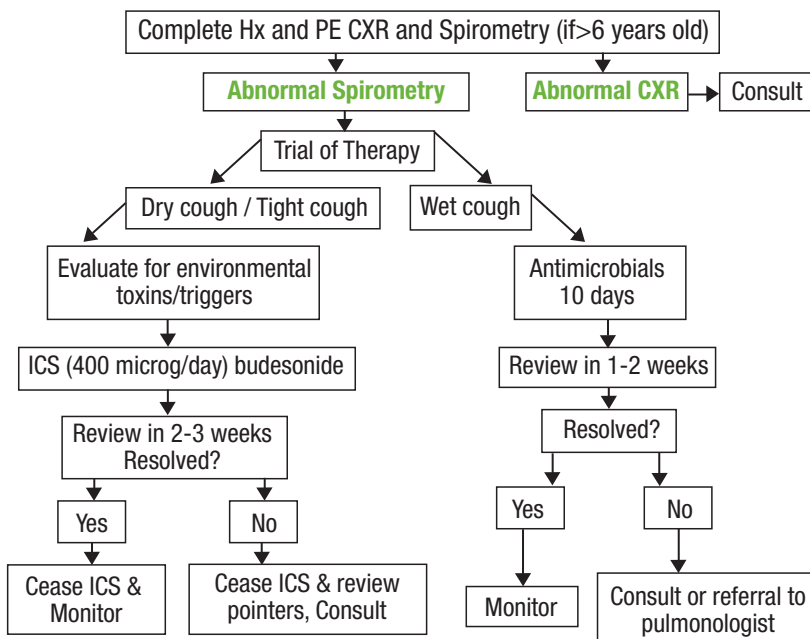 Complete Hx and PE CXR and Spirometry (if>6 years old)
Abnormal Spirometry
Abnormal CXR
Consult
Trial of Therapy
Dry cough / Tight cough
Wet cough
Evaluate for environmental
toxins/triggers
Antimicrobials
10 days
ICS (400 microg/day) budesonide
Review in 1-2 weeks
Review in 2-3 weeks
Resolved?
Resolved?
Yes
No
Yes
No
Cease ICS &
Monitor
Cease ICS & review
pointers, Consult
Monitor
Consult or referral to
pulmonologist